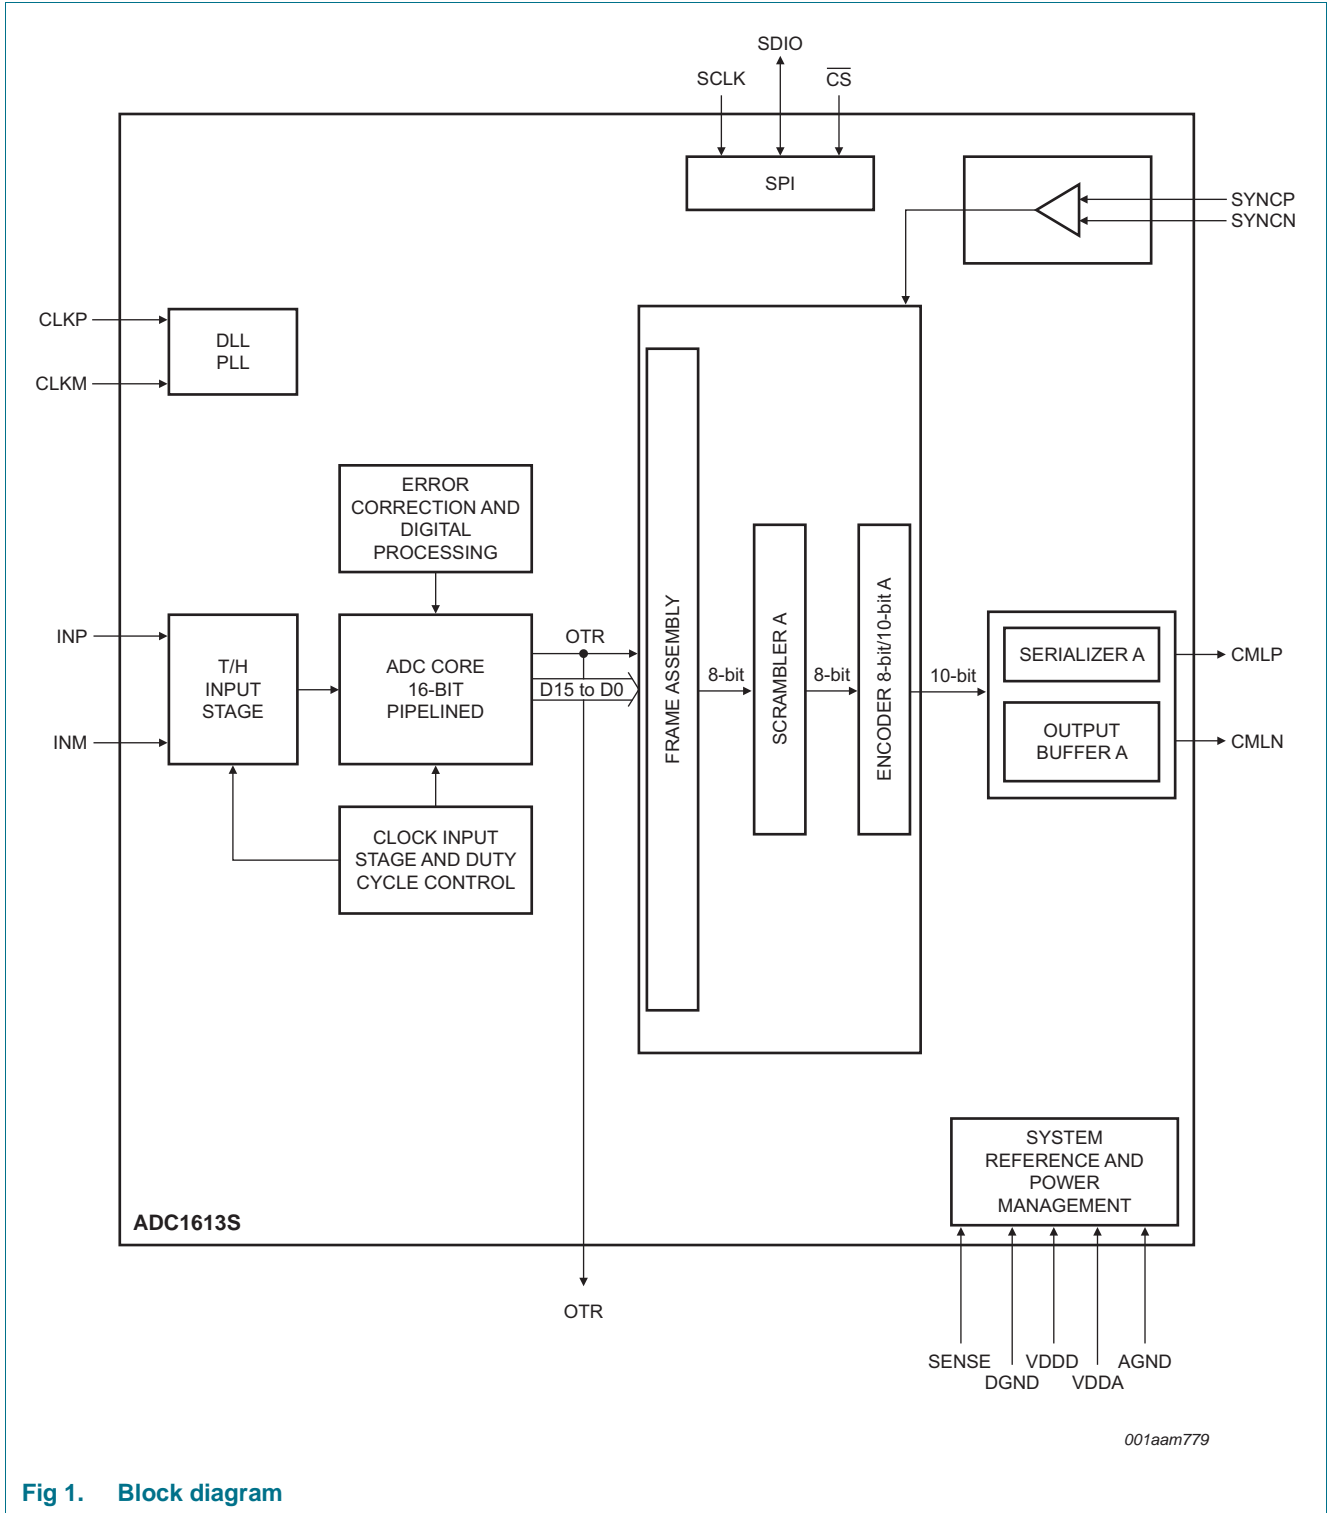 SDIO
SCLK
CS
SPI
SYNCP
SYNCN
CLKP
CLKM
DLL
PLL
ERROR
CORRECTION AND
DIGITAL
PROCESSING
INP
INM
T/H
INPUT
STAGE
ADC CORE
16-BIT
PIPELINED
OTR
D15 to D0
CLOCK INPUT
STAGE AND DUTY
CYCLE CONTROL
FRAME ASSEMBLY
8-bit
SCRAMBLER A
8-bit
ENCODER 8-bit/10-bit A
10-bit
SERIALIZER A
OUTPUT
BUFFER A
CMLP
CMLN
SYSTEM
REFERENCE AND
POWER
MANAGEMENT
ADC1613S
OTR
SENSE
DGND
VDDD
VDDA
AGND
001aam779
Fig 1. Block diagram